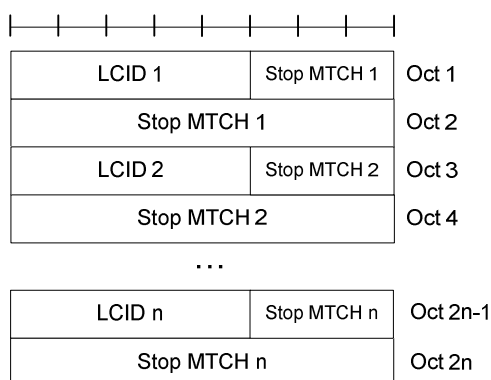 LCID 1 Stop MTCH 1 Oct 1
Stop MTCH 1 Oct 2
LCID 2 Stop MTCH 2 Oct 3
Stop MTCH 2 Oct 4
...
LCID n Stop MTCH n Oct 2n-1
Stop MTCH n Oct 2n